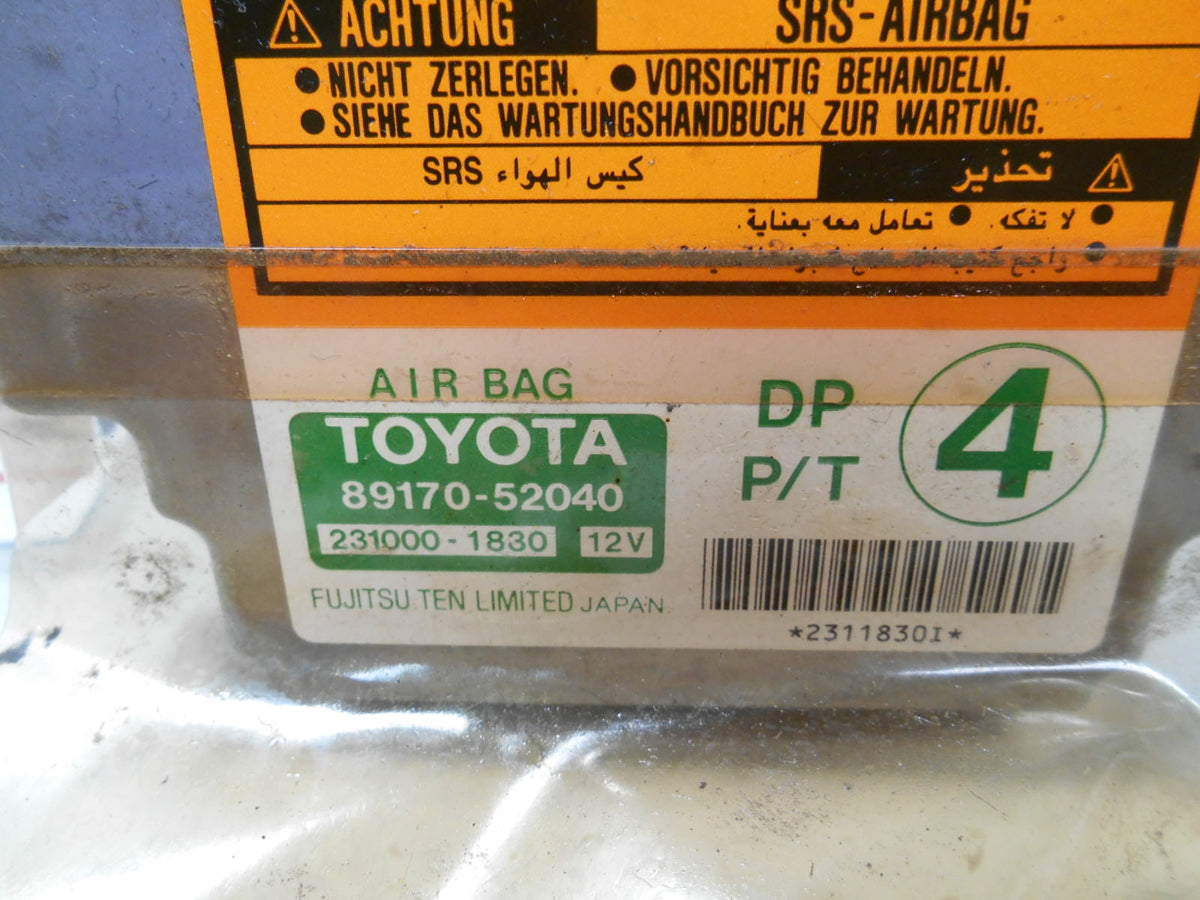 ACHTUNG SRS-AIRBAG
●NICHT ZERLEGEN. ●VORSICHTIG BEHANDELN.
●SIEHE DAS WARTUNGSHANDBUCH ZUR WARTUNG.
تحذير كيس الهواء SRS
● لا تفكه. ● تعامل معه بعناية.
● راجع
AIR BAG
TOYOTA
89170-52040
231000-1830 12V
FUJITSU TEN LIMITED JAPAN.
DP
P/T
4
*2311830I*